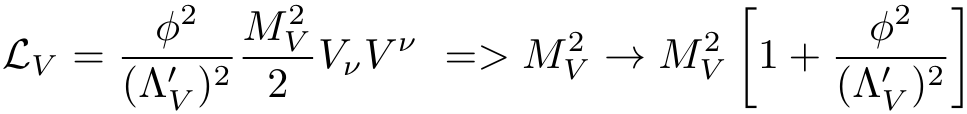 $\mathcal{L}_V = \frac{\phi^2}{(\Lambda'_V)^2} \frac{M_V^2}{2} V_\nu V^\nu \; => M_V^2 \rightarrow M_V^2 \left[ 1 + \frac{\phi^2}{(\Lambda'_V)^2} \right]$